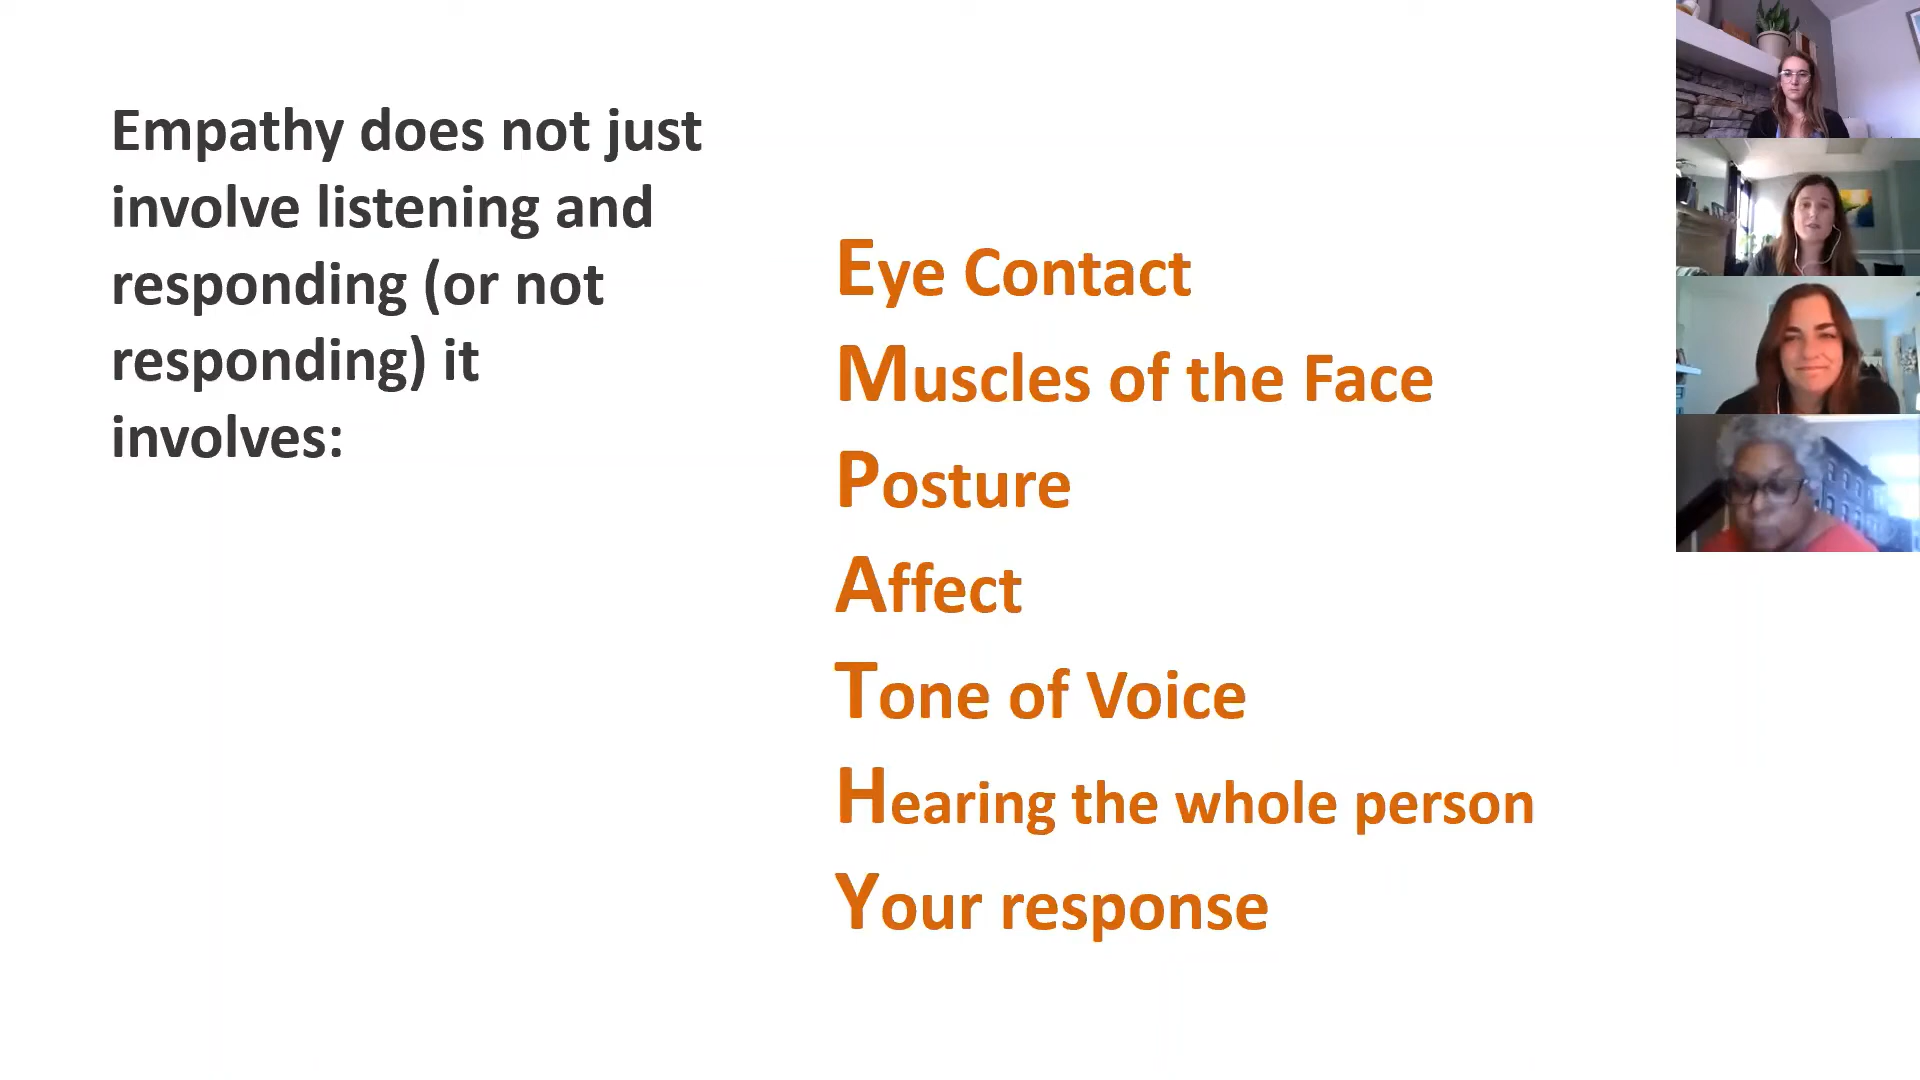 Empathy does not just
involve listening and
responding (or not
responding) it
involves:
Eye Contact
Muscles of the Face
Posture
Affect
Tone of Voice
Hearing the whole person
Your response